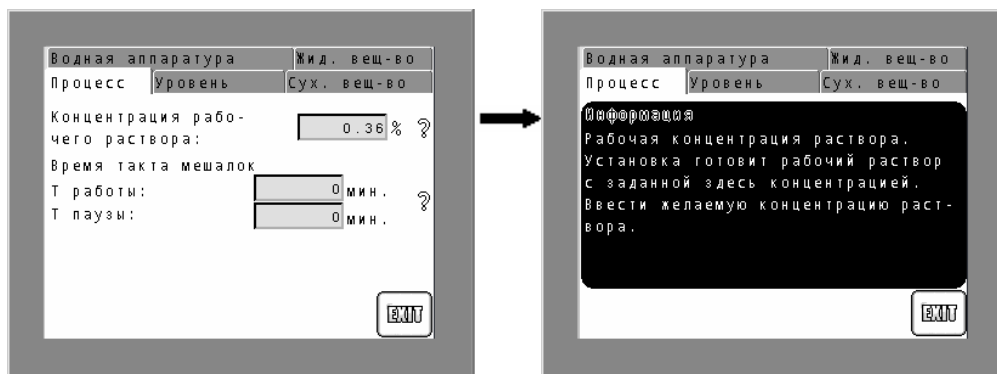 Водная аппаратура Жид. вещ-во
Процесс Уровень Сух. вещ-во
Концентрация рабо-
чего раствора: 0.36 % ?
Время такта мешалок
Т работы: 0 мин. ?
Т паузы: 0 мин.
EXIT
Водная аппаратура Жид. вещ-во
Процесс Уровень Сух. вещ-во
Информация
Рабочая концентрация раствора.
Установка готовит рабочий раствор
с заданной здесь концентрацией.
Ввести желаемую концентрацию раст-
вора.
EXIT